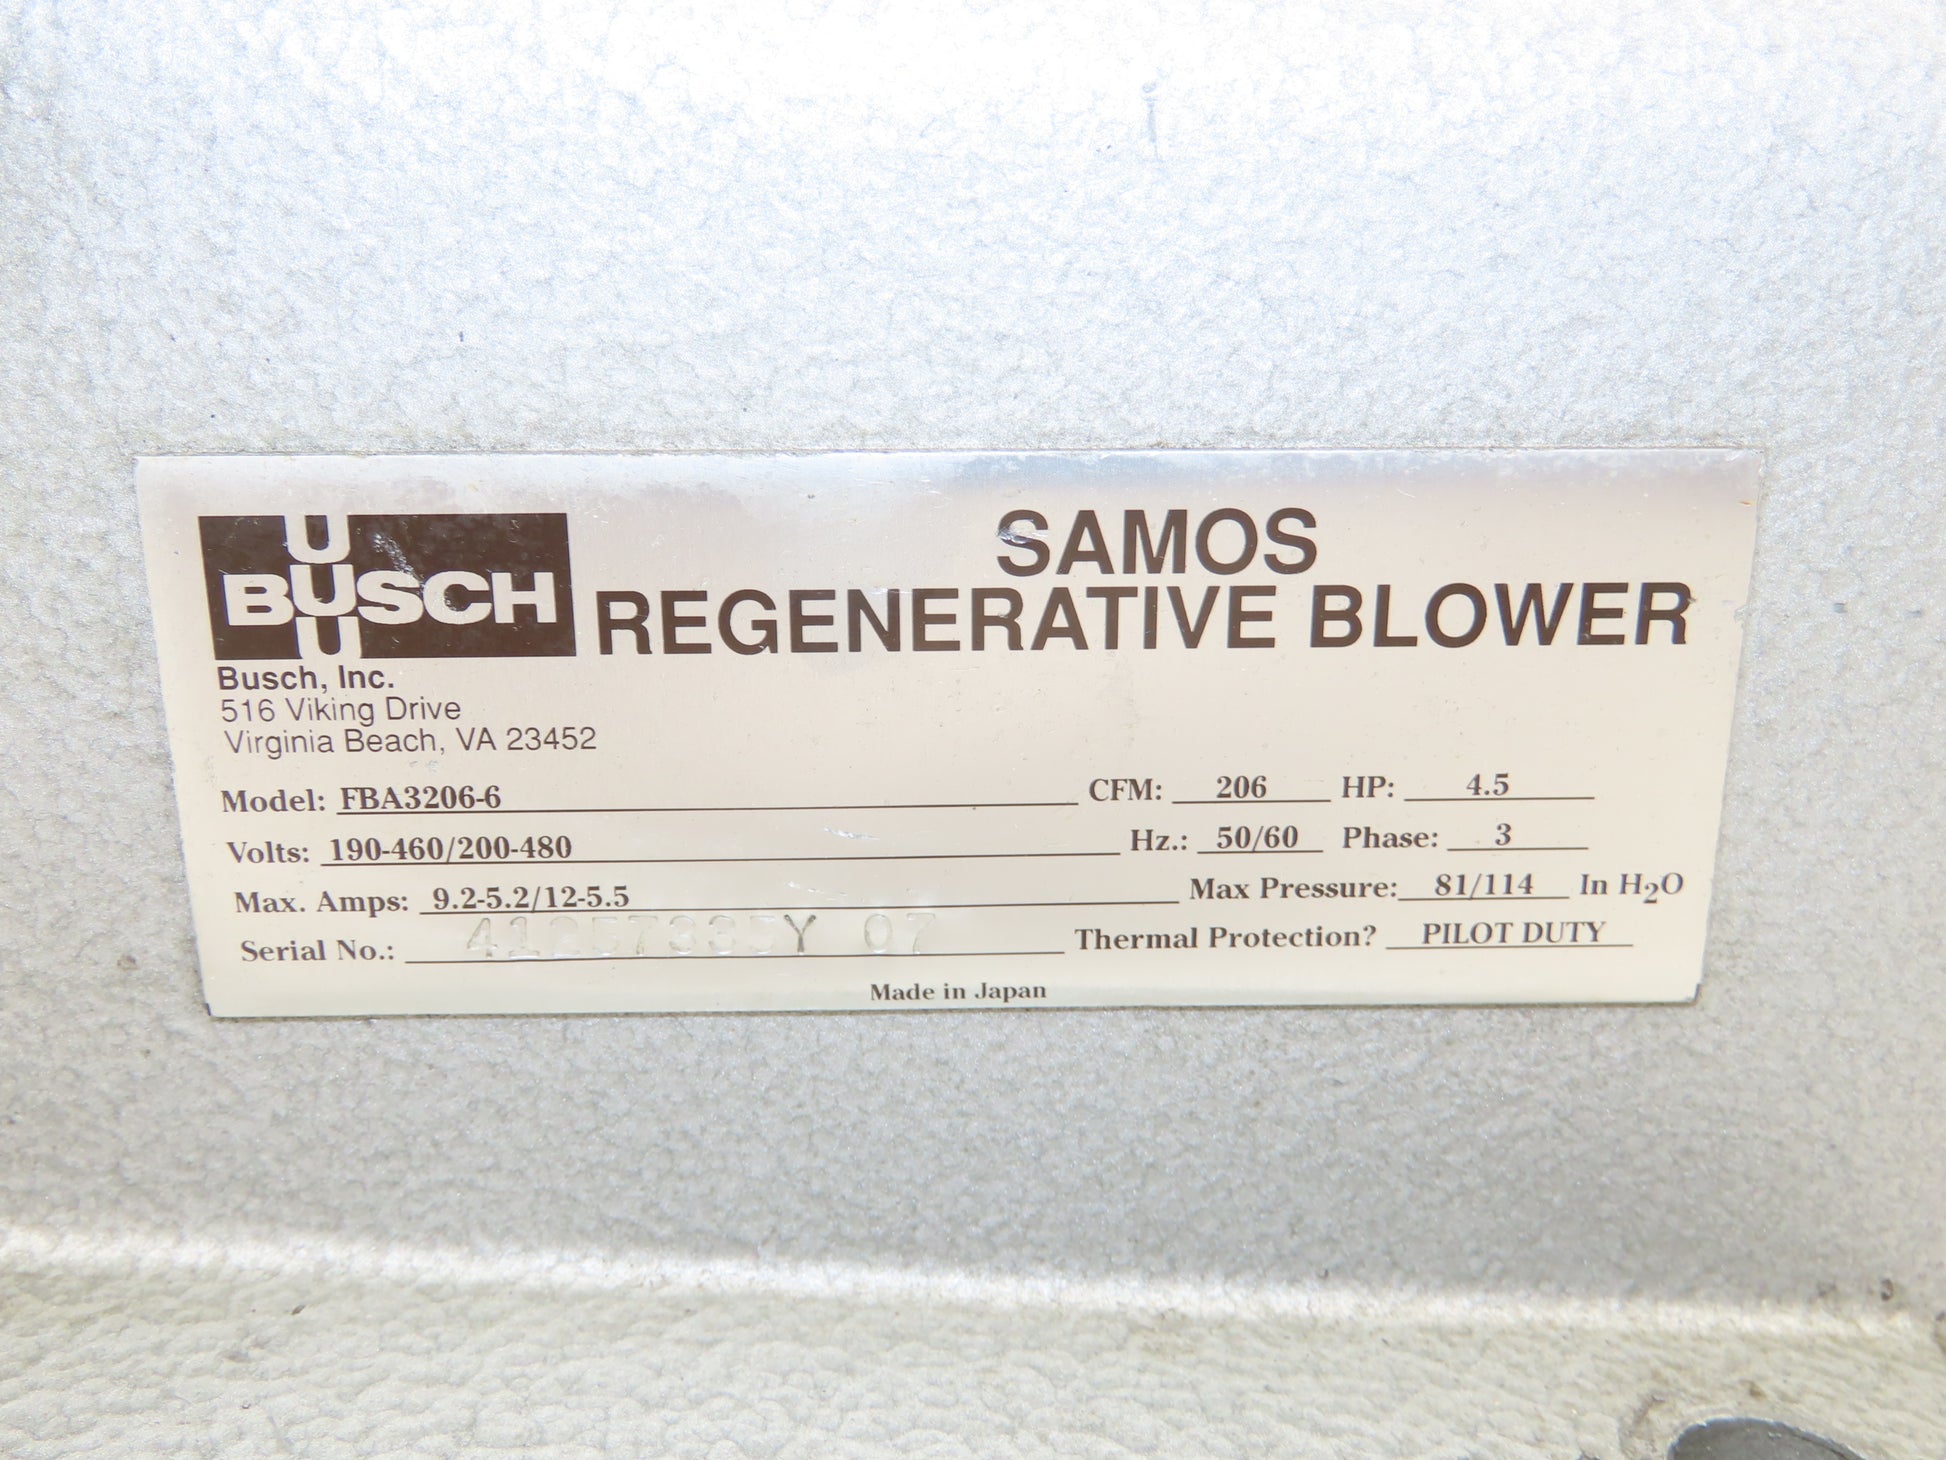 BUSCH
SAMOS
REGENERATIVE BLOWER
Busch, Inc.
516 Viking Drive
Virginia Beach, VA 23452
Model: FBA3206-6 CFM: 206 HP: 4.5
Volts: 190-460/200-480 Hz.: 50/60 Phase: 3
Max. Amps: 9.2-5.2/12-5.5 Max Pressure: 81/114 In H2O
Serial No.: 07 Thermal Protection? PILOT DUTY
Made in Japan